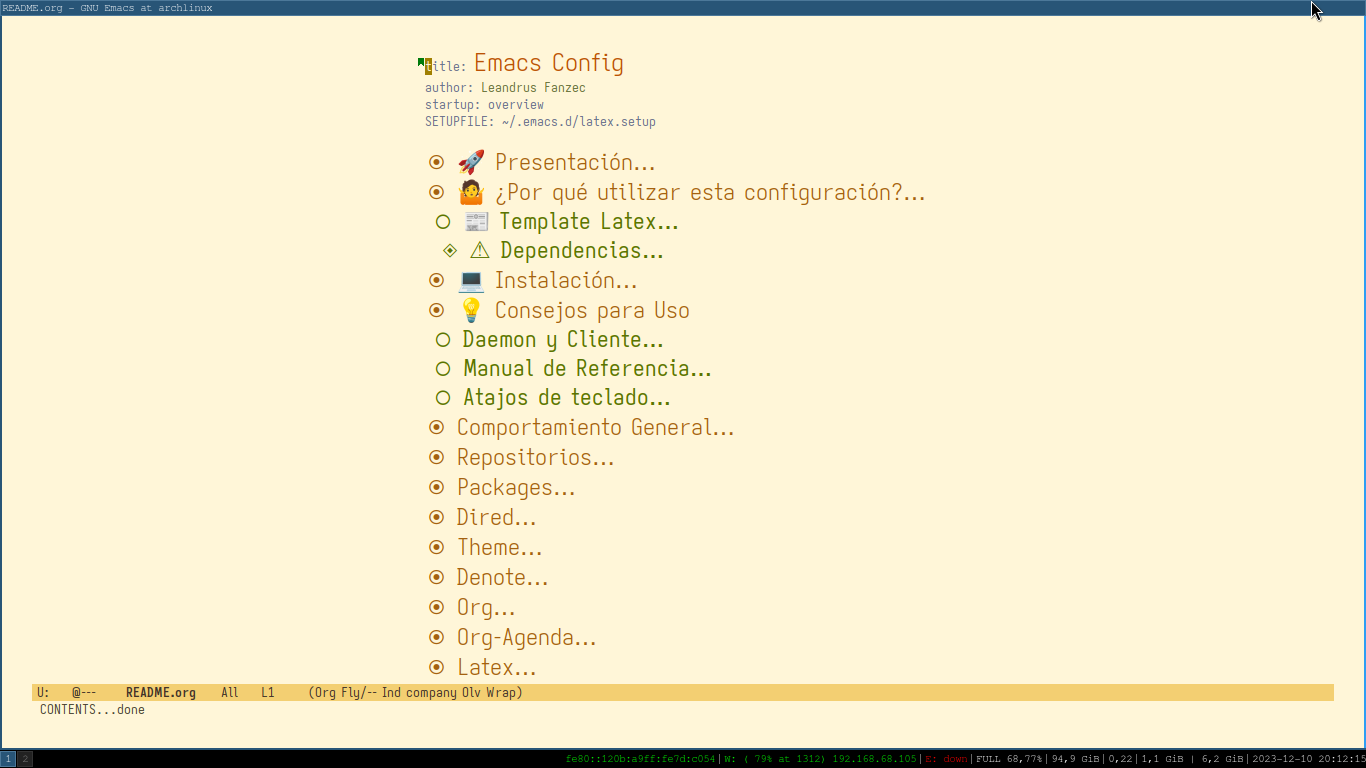 README.org - GNU Emacs at archlinux
title: Emacs Config
author: Leandrus Fanzec
startup: overview
SETUPFILE: ~/.emacs.d/latex.setup
Presentación...
¿Por qué utilizar esta configuración?...
Template Latex...
Dependencias...
Instalación...
Consejos para Uso
Daemon y Cliente...
Manual de Referencia...
Atajos de teclado...
Comportamiento General...
Repositorios...
Packages...
Dired...
Theme...
Denote...
Org...
Org-Agenda...
Latex...
U: @--- README.org All L1 (Org Fly/-- Ind company Olv Wrap)
CONTENTS...done
1 2 fe80::120b:a9ff:fe7d:c054|W: ( 79% at 1312) 192.168.68.105|E: down|FULL 68,77%|94,9 GiB|0,22|1,1 GiB | 6,2 GiB|2023-12-10 20:12:1